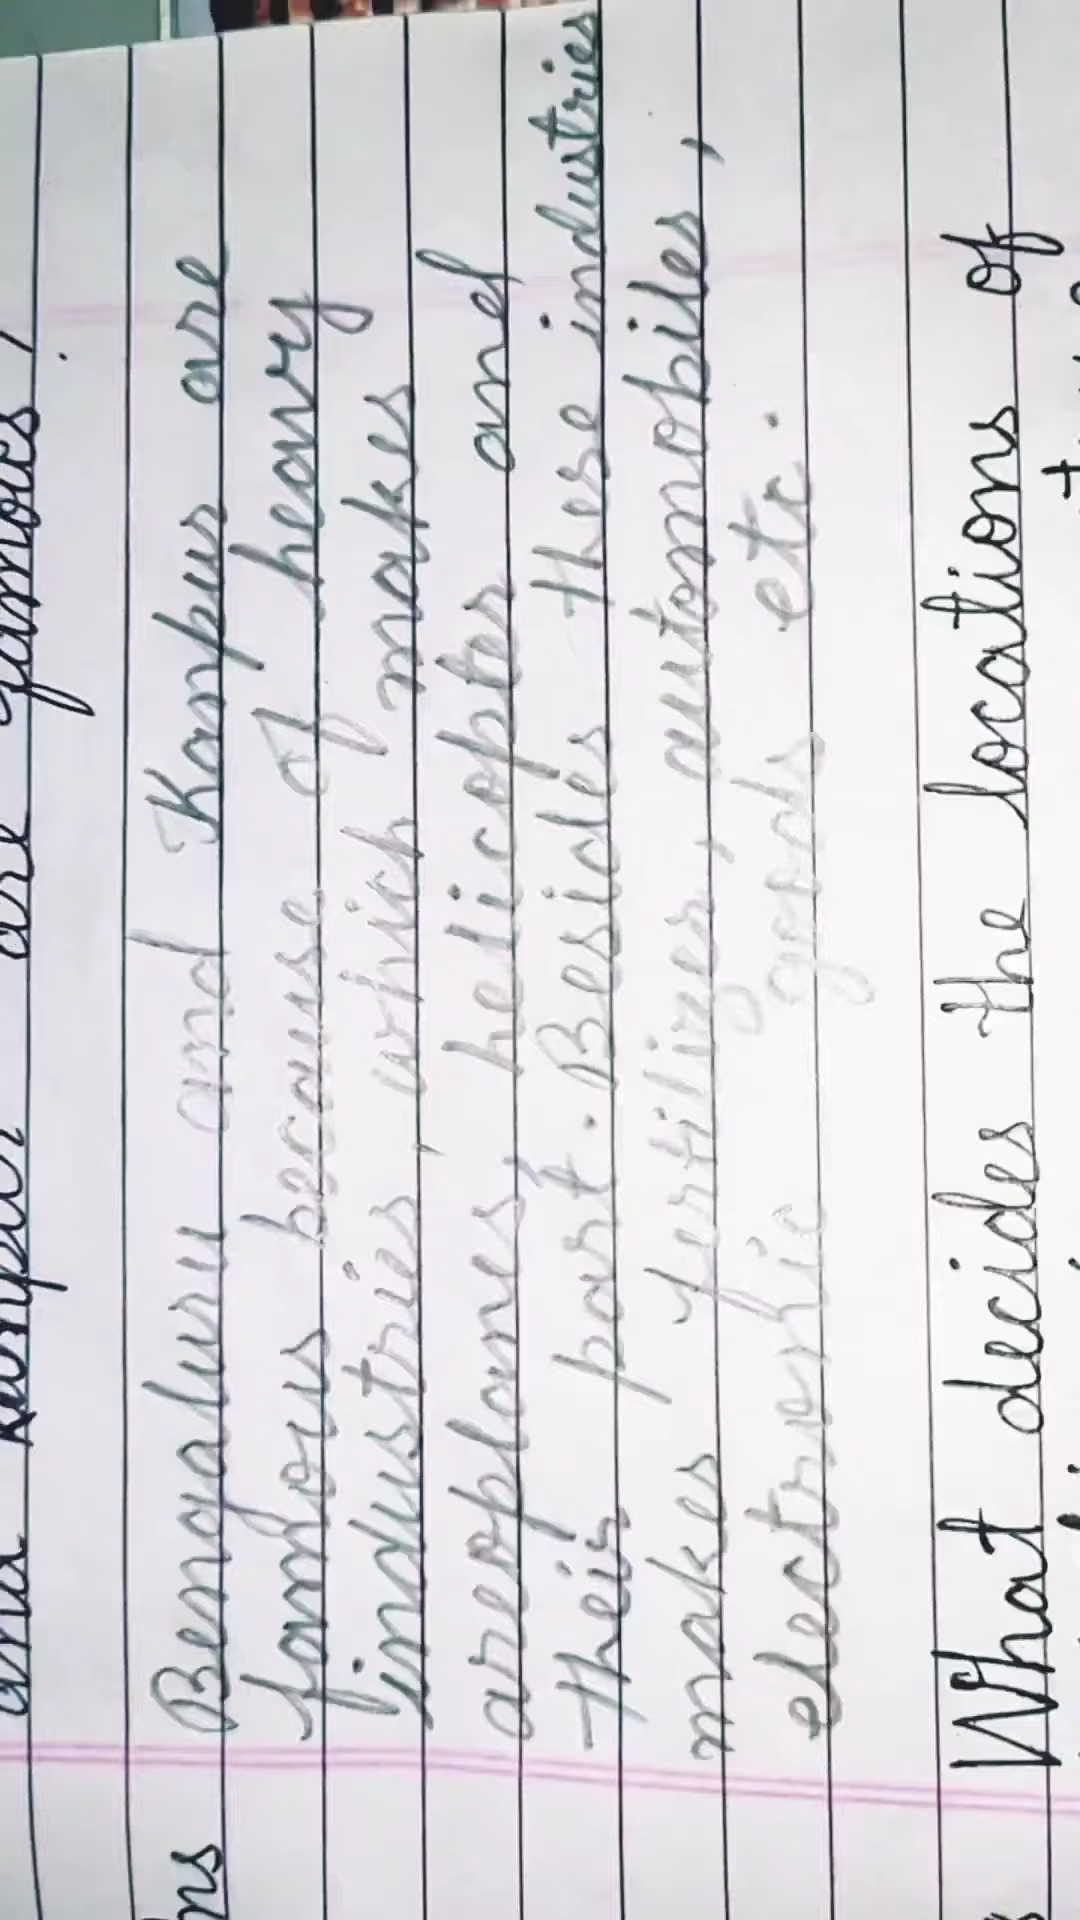 and Kanpur are famous,
Ans Bengaluru and Kanpur are
famous because of heavy
industries, which makes
areoplanes, helicopter and
their part. Besides these industries
makes fertilizer, automobiles,
electronic goods etc.
What decides the locations of